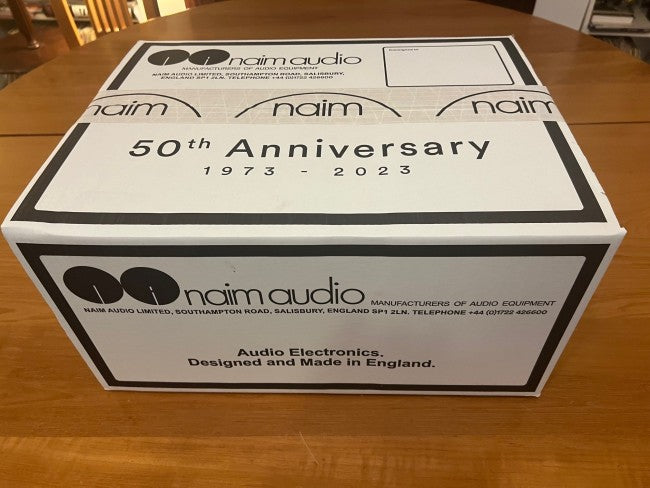 naim audio
MANUFACTURERS OF AUDIO EQUIPMENT
NAIM AUDIO LIMITED, SOUTHAMPTON ROAD, SALISBURY,
ENGLAND SP1 2LN. TELEPHONE +44 (0)1722 426600
naim naim naim
50th Anniversary
1973 - 2023
naim audio MANUFACTURERS OF AUDIO EQUIPMENT
NAIM AUDIO LIMITED, SOUTHAMPTON ROAD, SALISBURY, ENGLAND SP1 2LN. TELEPHONE +44 (0)1722 426600
Audio Electronics.
Designed and Made in England.